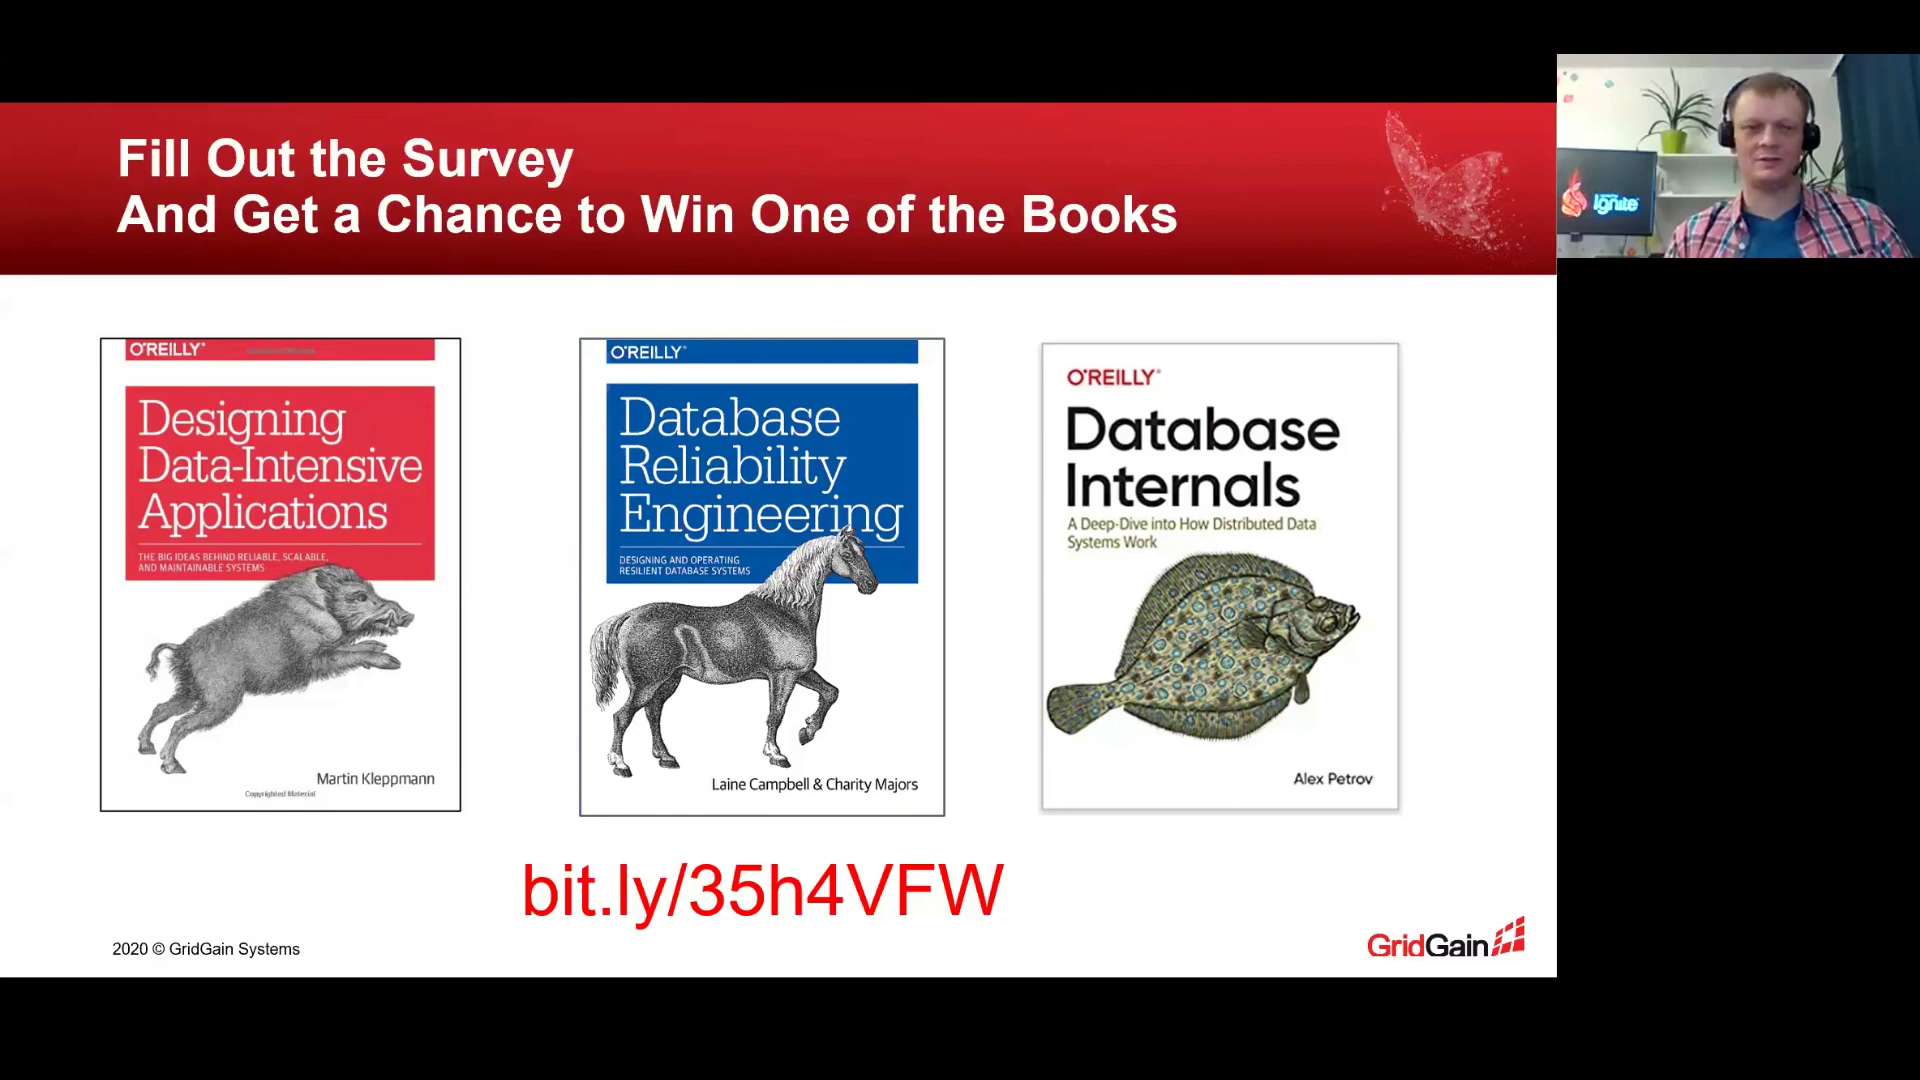 Fill Out the Survey
And Get a Chance to Win One of the Books
Ignite
O'REILLY®
Designing
Data-Intensive
Applications
THE BIG IDEAS BEHIND RELIABLE, SCALABLE,
AND MAINTAINABLE SYSTEMS
Martin Kleppmann
Copyrighted Material
O'REILLY®
Database
Reliability
Engineering
DESIGNING AND OPERATING
RESILIENT DATABASE SYSTEMS
Laine Campbell & Charity Majors
O'REILLY®
Database
Internals
A Deep-Dive into How Distributed Data
Systems Work
Alex Petrov
bit.ly/35h4VFW
2020 © GridGain Systems
GridGain